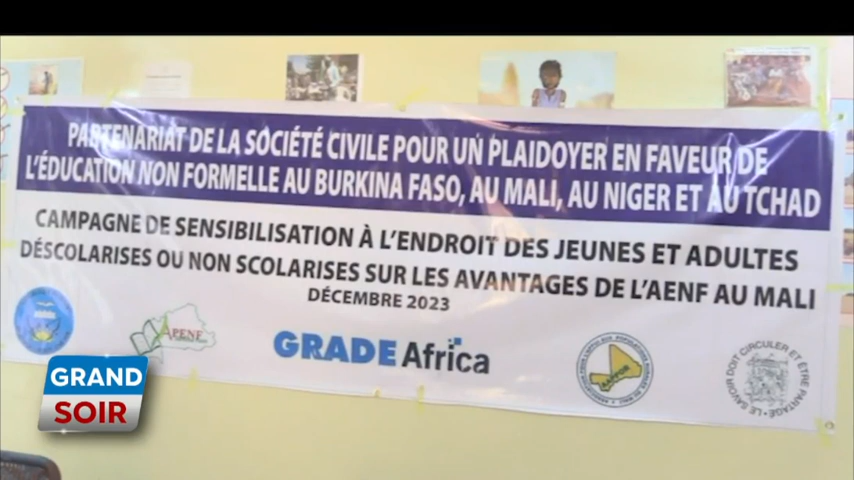 PARTENARIAT DE LA SOCIÉTÉ CIVILE POUR UN PLAIDOYER EN FAVEUR DE
L'ÉDUCATION NON FORMELLE AU BURKINA FASO, AU MALI, AU NIGER ET AU TCHAD
CAMPAGNE DE SENSIBILISATION À L'ENDROIT DES JEUNES ET ADULTES
DÉSCOLARISES OU NON SCOLARISES SUR LES AVANTAGES DE L'AENF AU MALI
DÉCEMBRE 2023
APENF
GRADE Africa
LE SAVOIR DOIT CIRCULER ET ÊTRE PARTAGÉ
GRAND
SOIR